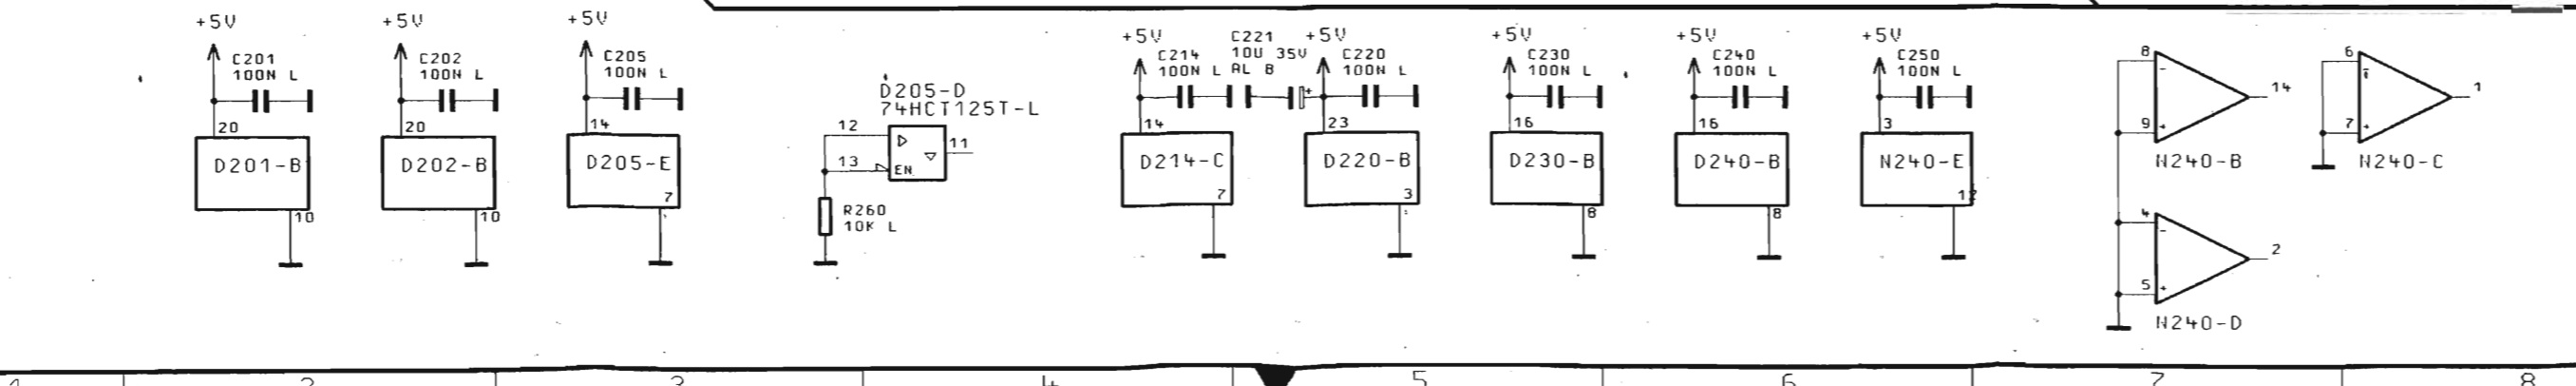 +5V
C201
100N L
20
D201-B
10
+5V
C202
100N L
20
D202-B
10
+5V
C205
100N L
14
D205-E
7
D205-D
74HCT125T-L
12
13
EN
11
R260
10K L
+5V
C214
100N L
14
D214-C
7
C221
10U 35V
AL B
+
+5V
C220
100N L
23
D220-B
3
+5V
C230
100N L
16
D230-B
8
+5V
C240
100N L
16
D240-B
8
+5V
C250
100N L
3
N240-E
12
8
-
9
+
14
N240-B
4
-
5
+
2
N240-D
6
-
7
+
1
N240-C
2
3
4
5
6
7
8